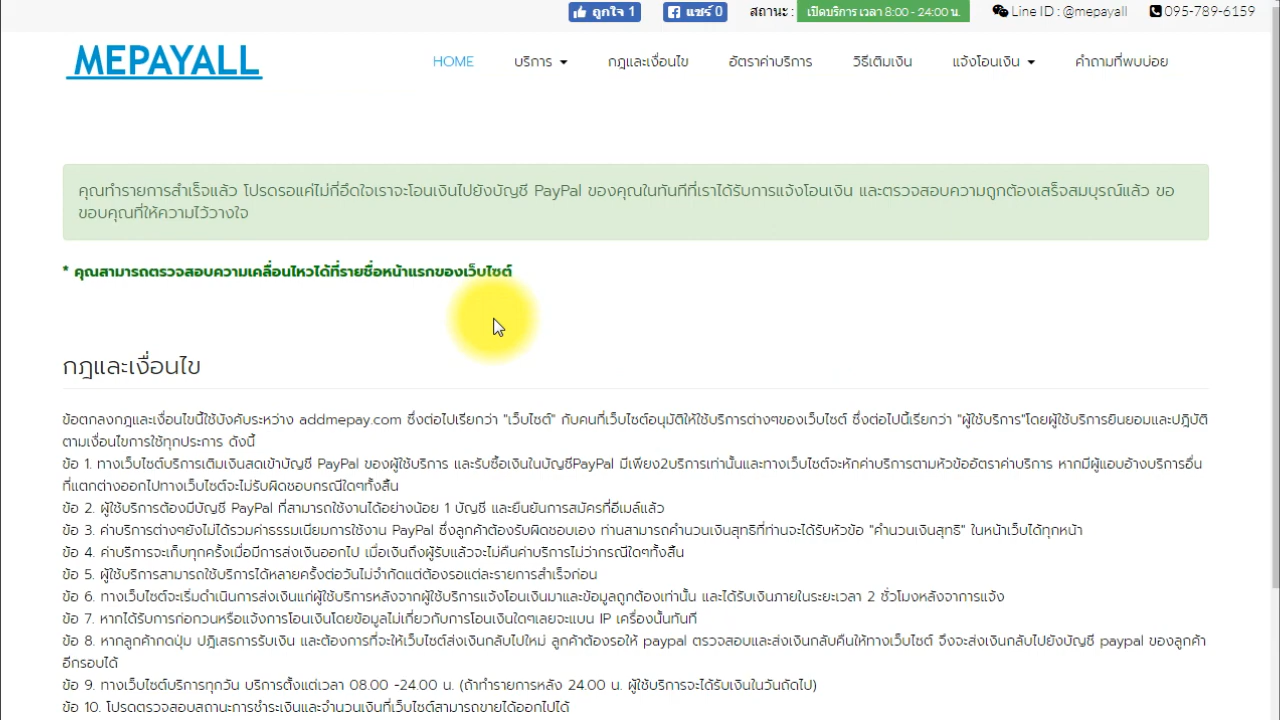 ถูกใจ 1 แชร์ 0 สถานะ : เปิดบริการ เวลา 8:00 - 24:00 น. Line ID : @mepayall 095-789-6159
MEPAYALL HOME บริการ กฎและเงื่อนไข อัตราค่าบริการ วิธีเติมเงิน แจ้งโอนเงิน คำถามที่พบบ่อย
คุณทำรายการสำเร็จแล้ว โปรดรอแค่ไม่กี่อึดใจเราจะโอนเงินไปยังบัญชี PayPal ของคุณในทันทีที่เราได้รับการแจ้งโอนเงิน และตรวจสอบความถูกต้องเสร็จสมบูรณ์แล้ว ขอ
ขอบคุณที่ให้ความไว้วางใจ
* คุณสามารถตรวจสอบความเคลื่อนไหวได้ที่รายชื่อหน้าแรกของเว็บไซต์
กฎและเงื่อนไข
ข้อตกลงกฎและเงื่อนไขนี้ใช้บังคับระหว่าง addmepay.com ซึ่งต่อไปเรียกว่า "เว็บไซต์" กับคนที่เว็บไซต์อนุมัติให้ใช้บริการต่างๆของเว็บไซต์ ซึ่งต่อไปนี้เรียกว่า "ผู้ใช้บริการ"โดยผู้ใช้บริการยินยอมและปฎิบัติ
ตามเงื่อนไขการใช้ทุกประการ ดังนี้
ข้อ 1. ทางเว็บไซต์บริการเติมเงินสดเข้าบัญชี PayPal ของผู้ใช้บริการ และรับซื้อเงินในบัญชีPayPal มีเพียง2บริการเท่านั้นและทางเว็บไซต์จะหักค่าบริการตามหัวข้ออัตราค่าบริการ หากมีผู้แอบอ้างบริการอื่น
ที่แตกต่างออกไปทางเว็บไซต์จะไม่รับผิดชอบกรณีใดๆทั้งสิ้น
ข้อ 2. ผู้ใช้บริการต้องมีบัญชี PayPal ที่สามารถใช้งานได้อย่างน้อย 1 บัญชี และยืนยันการสมัครที่อีเมล์แล้ว
ข้อ 3. ค่าบริการต่างๆยังไม่ได้รวมค่าธรรมเนียมการใช้งาน PayPal ซึ่งลูกค้าต้องรับผิดชอบเอง ท่านสามารถคำนวนเงินสุทธิที่ท่านจะได้รับหัวข้อ "คำนวนเงินสุทธิ" ในหน้าเว็บได้ทุกหน้า
ข้อ 4. ค่าบริการจะเก็บทุกครั้งเมื่อมีการส่งเงินออกไป เมื่อเงินถึงผู้รับแล้วจะไม่คืนค่าบริการไม่ว่ากรณีใดๆทั้งสิ้น
ข้อ 5. ผู้ใช้บริการสามารถใช้บริการได้หลายครั้งต่อวันไม่จำกัดแต่ต้องรอแต่ละรายการสำเร็จก่อน
ข้อ 6. ทางเว็บไซต์จะเริ่มดำเนินการส่งเงินแก่ผู้ใช้บริการหลังจากผู้ใช้บริการแจ้งโอนเงินมาและข้อมูลถูกต้องเท่านั้น และได้รับเงินภายในระยะเวลา 2 ชั่วโมงหลังจาการแจ้ง
ข้อ 7. หากได้รับการก่อกวนหรือแจ้งการโอนเงินโดยข้อมูลไม่เกี่ยวกับการโอนเงินใดๆเลยจะแบน IP เครื่องนั้นทันที
ข้อ 8. หากลูกค้ากดปุ่ม ปฎิเสธการรับเงิน และต้องการที่จะให้เว็บไซต์ส่งเงินกลับไปใหม่ ลูกค้าต้องรอให้ paypal ตรวจสอบและส่งเงินกลับคืนให้ทางเว็บไซต์ จึงจะส่งเงินกลับไปยังบัญชี paypal ของลูกค้า
อีกรอบได้
ข้อ 9. ทางเว็บไซต์บริการทุกวัน บริการตั้งแต่เวลา 08.00 -24.00 น. (ถ้าทำรายการหลัง 24.00 น. ผู้ใช้บริการจะได้รับเงินในวันถัดไป)
ข้อ 10. โปรดตรวจสอบสถานะการชำระเงินและจำนวนเงินที่เว็บไซต์สามารถขายได้ออกไปได้